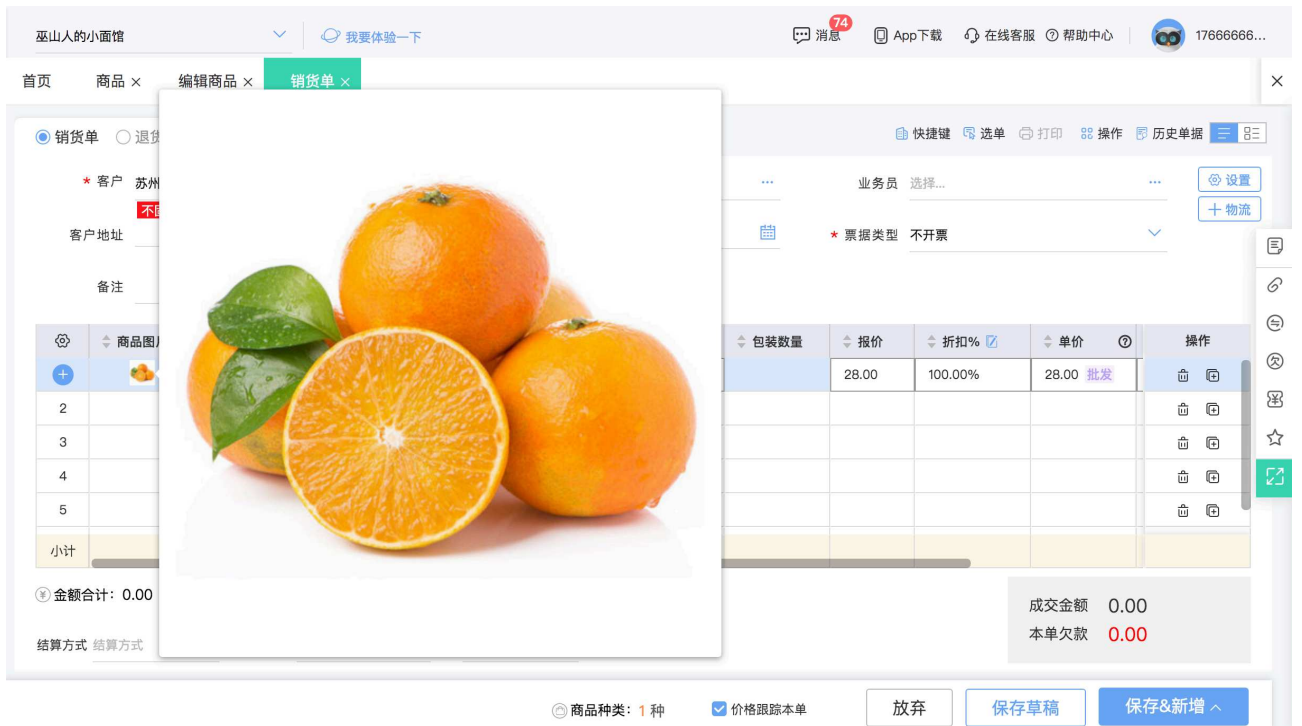 巫山人的小面馆 我要体验一下 消息 74 App下载 在线客服 帮助中心 17666666...
首页 商品 编辑商品 销货单
销货单 退货 快捷键 选单 打印 操作 历史单据
* 客户 苏州 业务员 选择... 设置
不 物流
客户地址 * 票据类型 不开票
备注
商品图 包装数量 报价 折扣% 单价 操作
28.00 100.00% 28.00 批发
2
3
4
5
小计
金额合计：0.00
成交金额 0.00
本单欠款 0.00
结算方式 结算方式
商品种类：1 种 价格跟踪本单 放弃 保存草稿 保存&新增